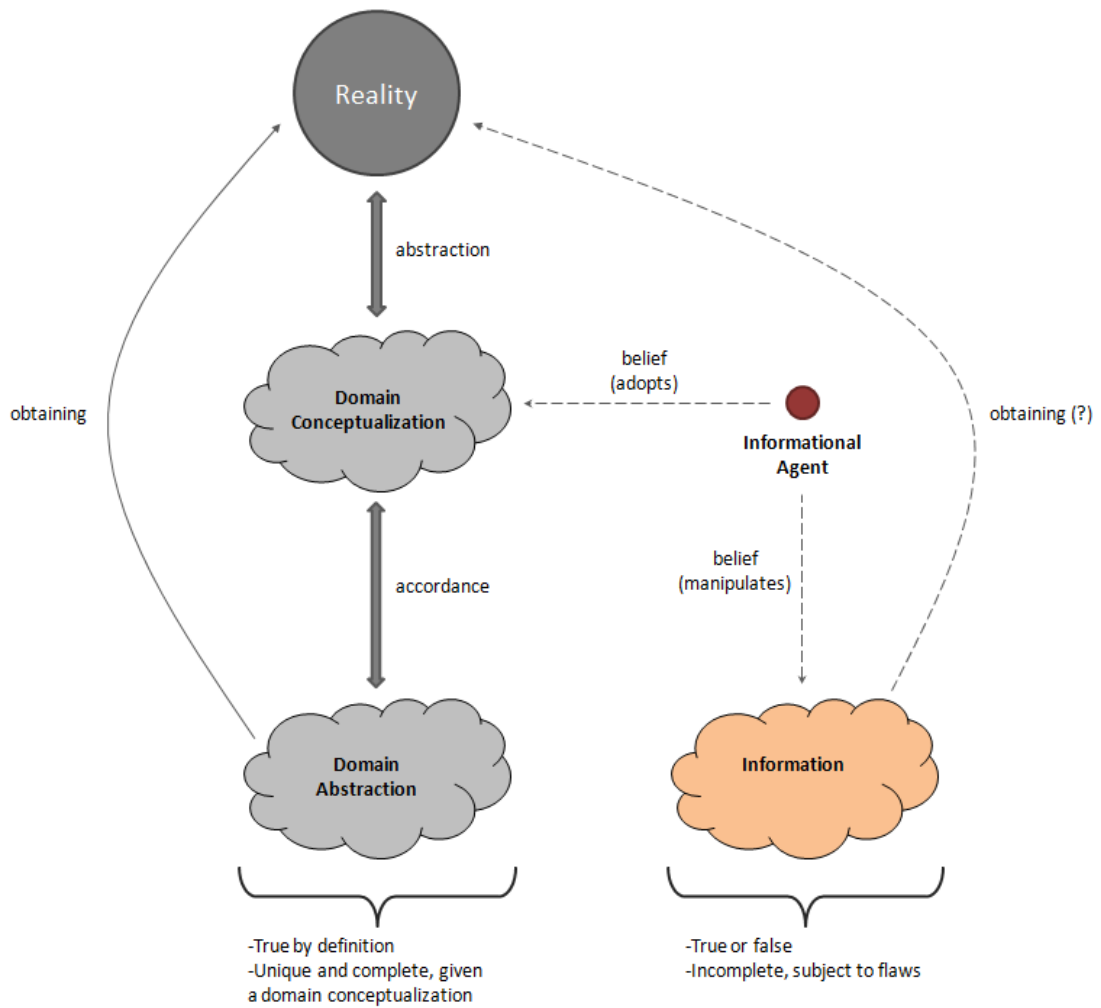 Reality
abstraction
belief
(adopts)
Domain
Conceptualization
obtaining
obtaining (?)
Informational
Agent
belief
(manipulates)
accordance
Domain
Abstraction
Information
-True by definition
-Unique and complete, given
a domain conceptualization
-True or false
-Incomplete, subject to flaws